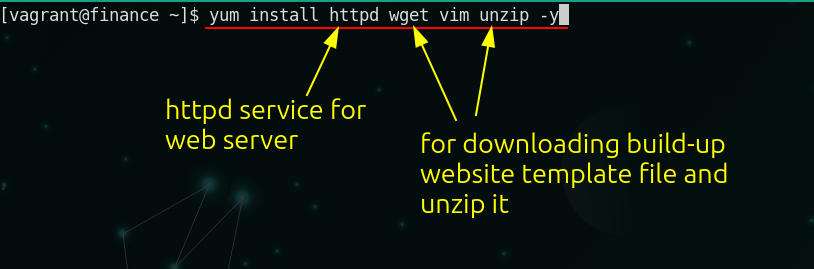 [vagrant@finance ~]$ yum install httpd wget vim unzip -y
httpd service for
web server
for downloading build-up
website template file and
unzip it